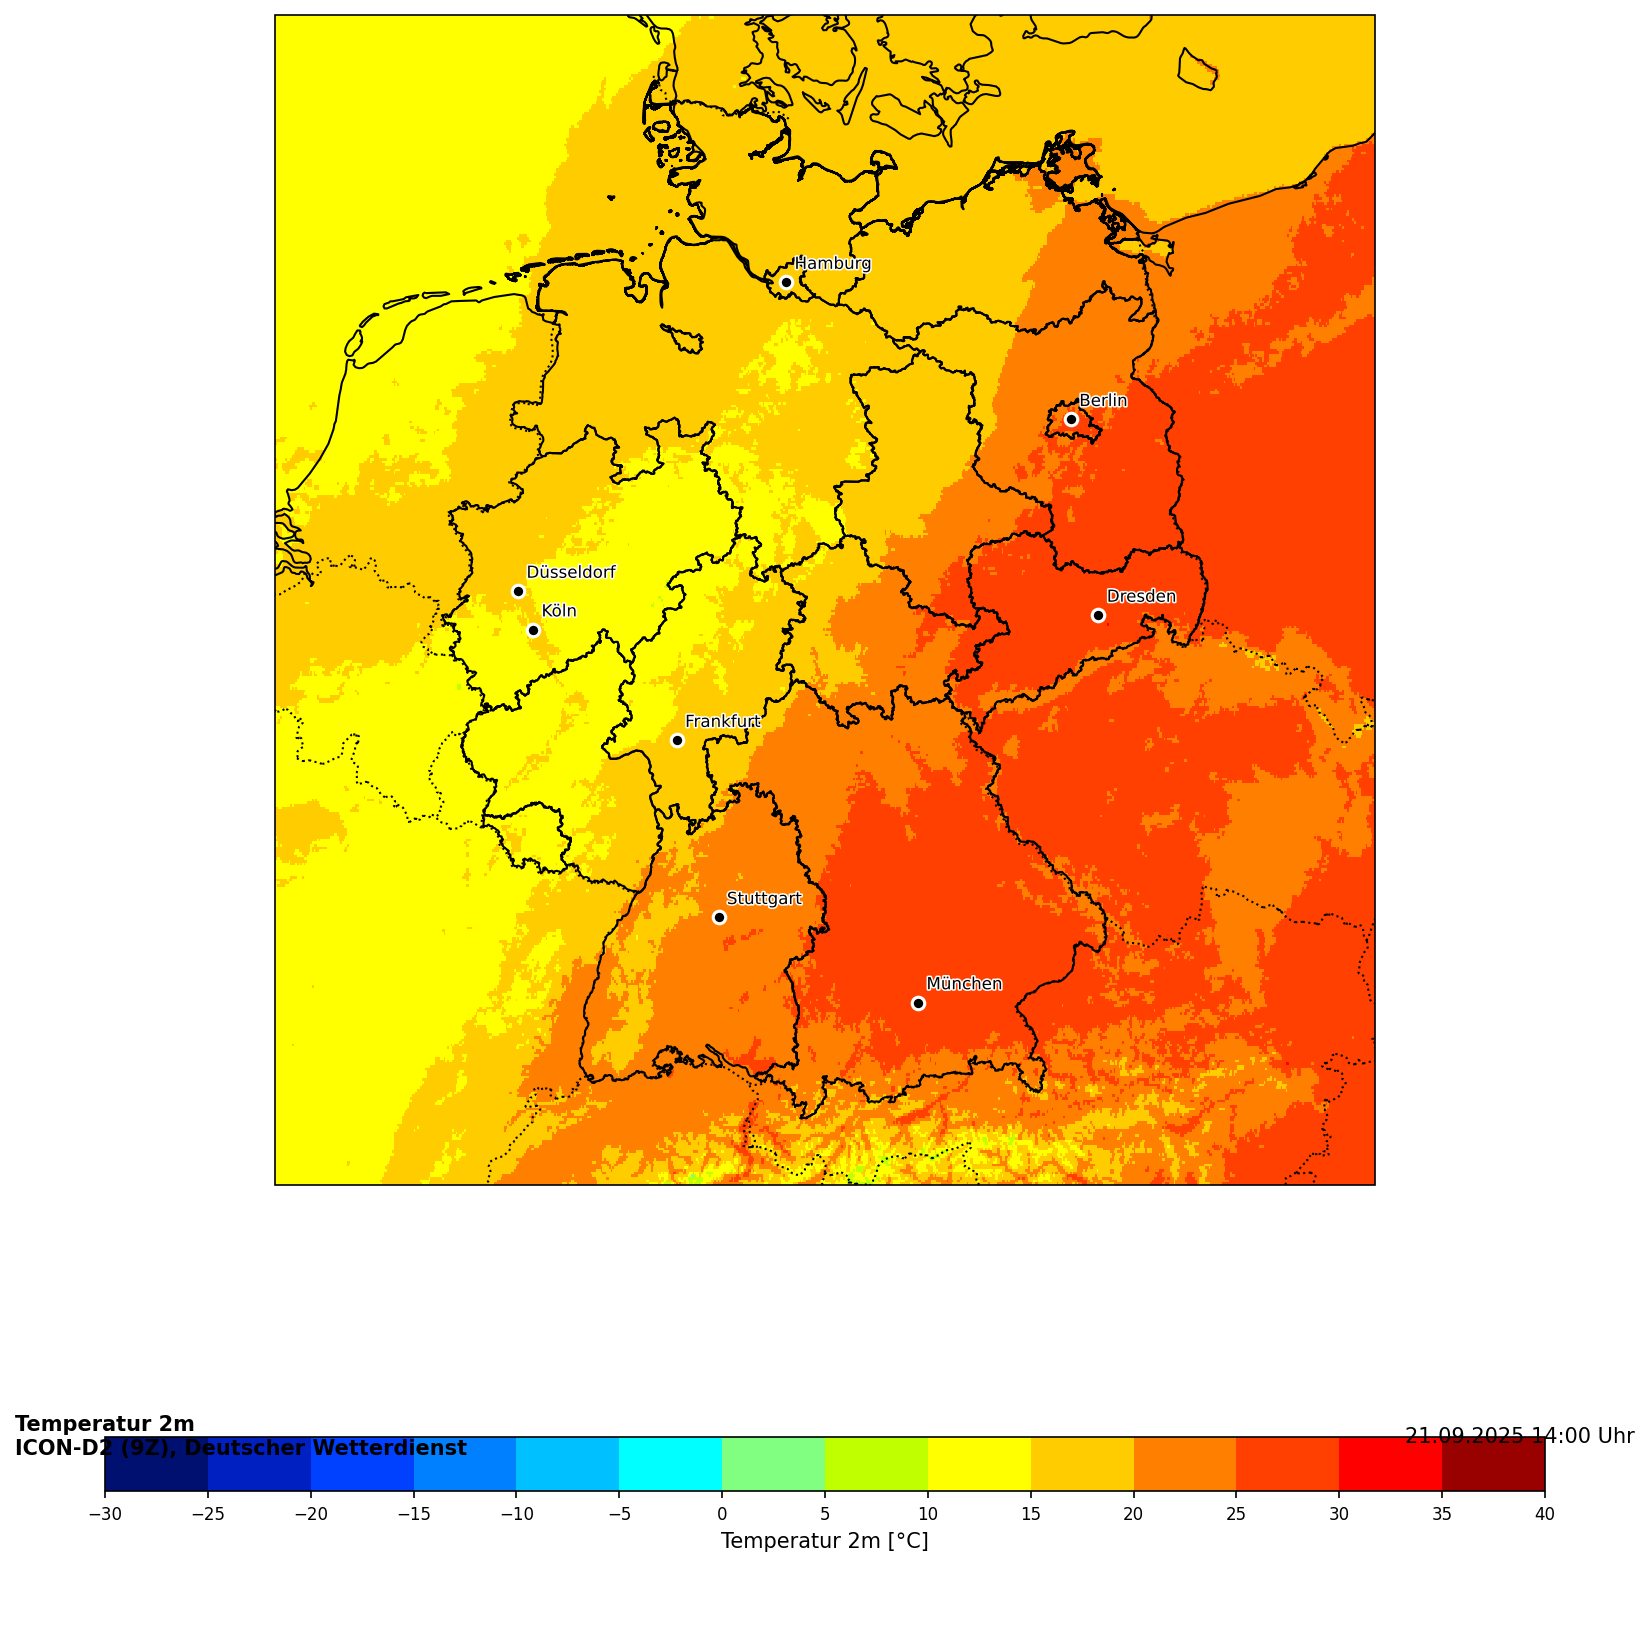 Hamburg
Berlin
Düsseldorf
Köln
Dresden
Frankfurt
Stuttgart
München
Temperatur 2m
ICON-D2 (9Z), Deutscher Wetterdienst
21.09.2025 14:00 Uhr
−30 −25 −20 −15 −10 −5 0 5 10 15 20 25 30 35 40
Temperatur 2m [°C]